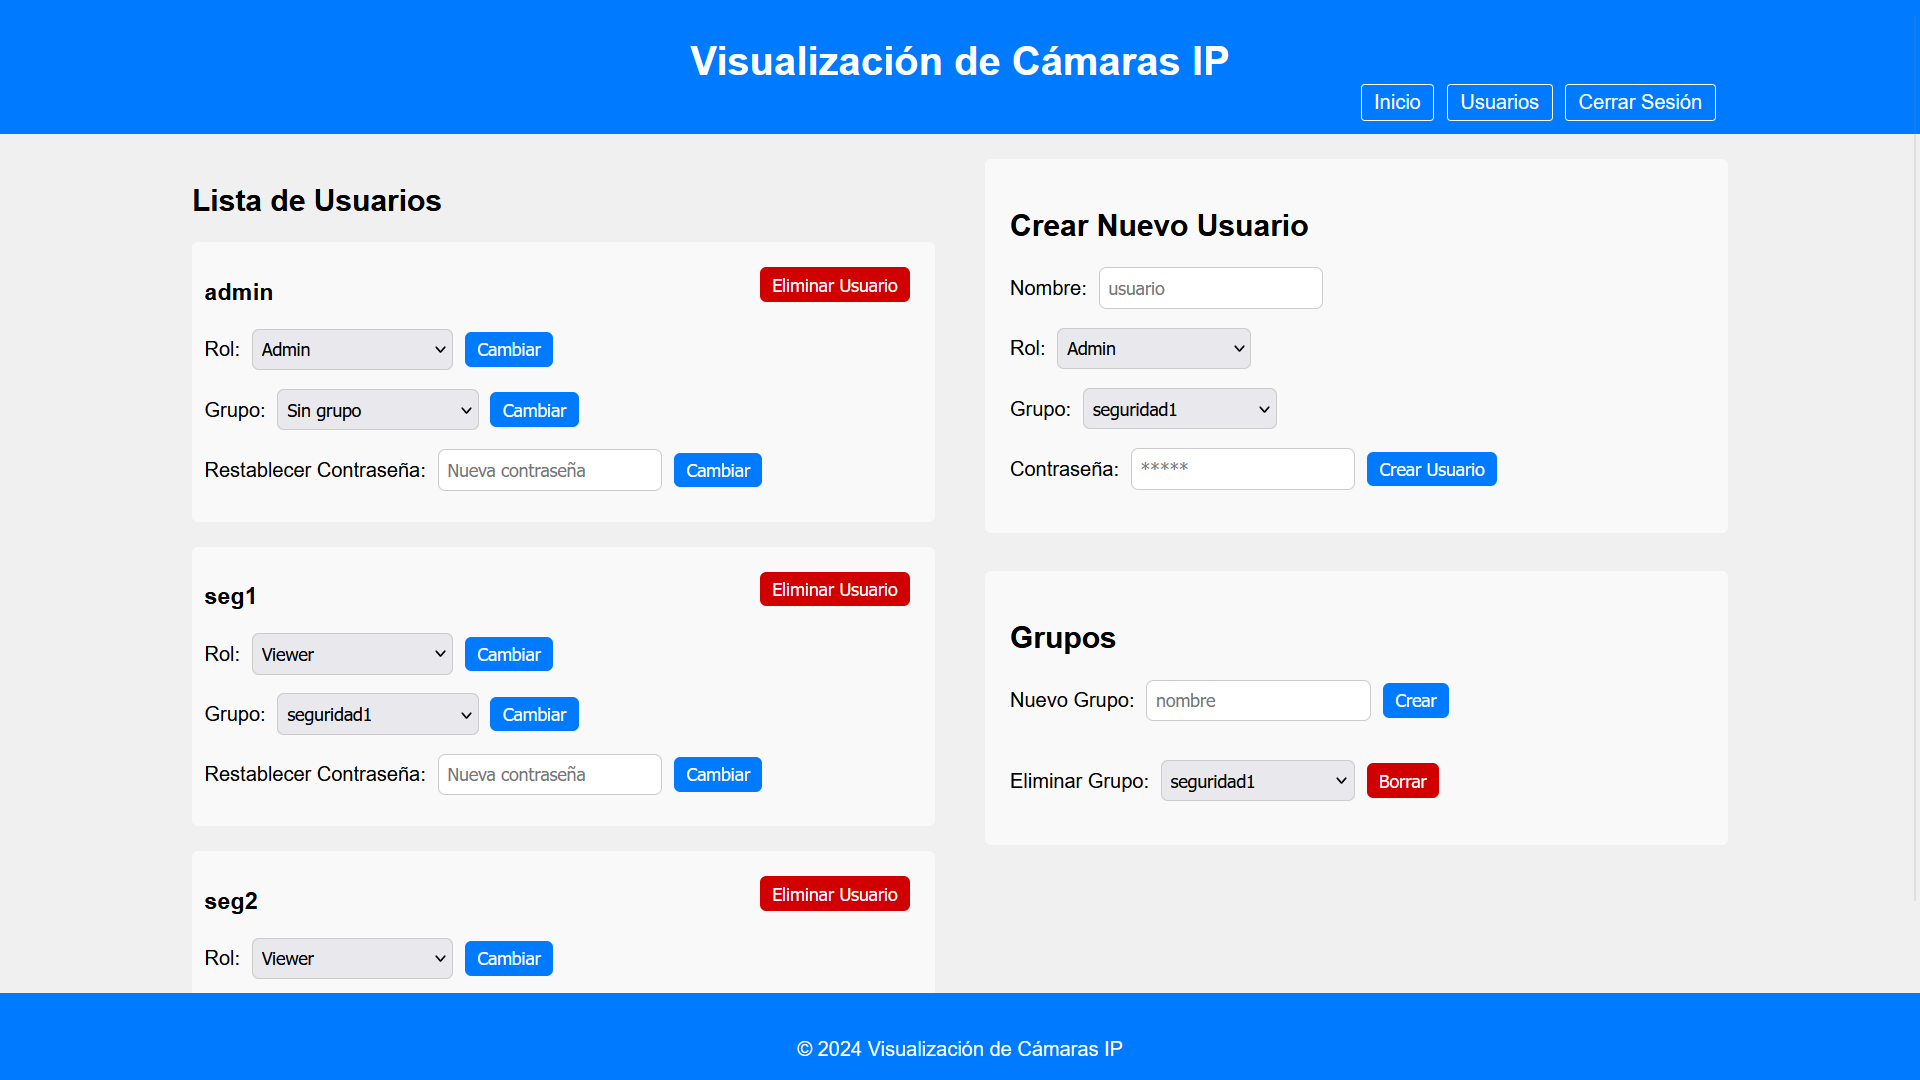 Visualización de Cámaras IP
Inicio Usuarios Cerrar Sesión
Lista de Usuarios
admin
Eliminar Usuario
Rol: Admin Cambiar
Grupo: Sin grupo Cambiar
Restablecer Contraseña: Nueva contraseña Cambiar
seg1
Eliminar Usuario
Rol: Viewer Cambiar
Grupo: seguridad1 Cambiar
Restablecer Contraseña: Nueva contraseña Cambiar
seg2
Eliminar Usuario
Rol: Viewer Cambiar
Crear Nuevo Usuario
Nombre: usuario
Rol: Admin
Grupo: seguridad1
Contraseña: ***** Crear Usuario
Grupos
Nuevo Grupo: nombre Crear
Eliminar Grupo: seguridad1 Borrar
© 2024 Visualización de Cámaras IP